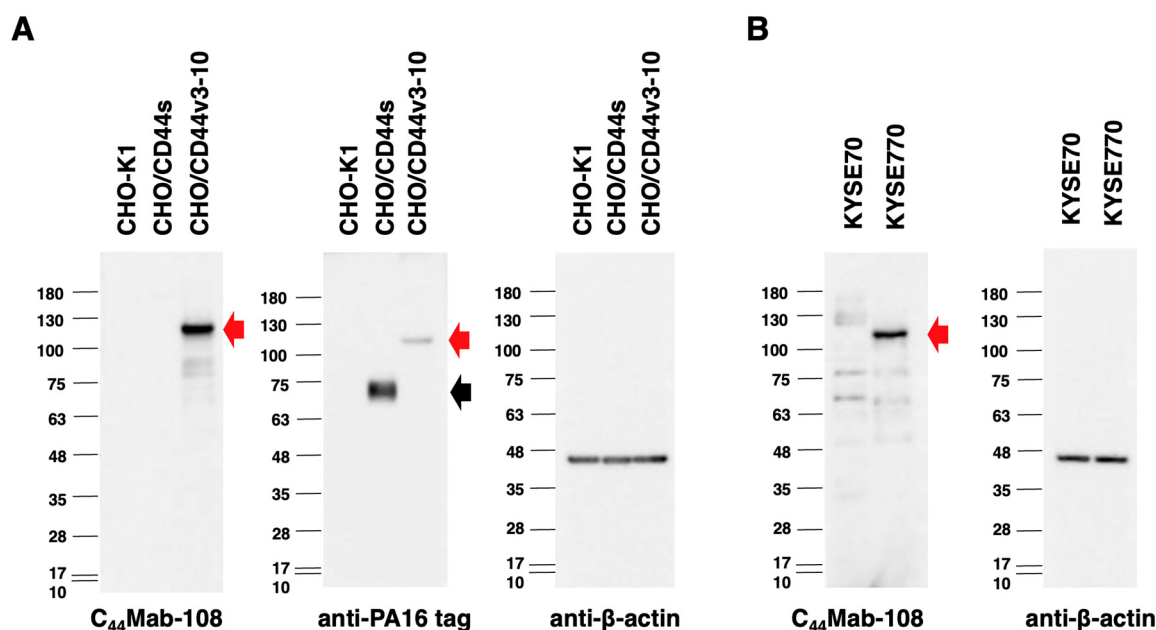 A
B
CHO-K1
CHO/CD44s
CHO/CD44v3-10
CHO-K1
CHO/CD44s
CHO/CD44v3-10
CHO-K1
CHO/CD44s
CHO/CD44v3-10
KYSE70
KYSE770
KYSE70
KYSE770
180
130
100
75
63
48
35
28
17
10
180
130
100
75
63
48
35
28
17
10
180
130
100
75
63
48
35
28
17
10
180
130
100
75
63
48
35
28
17
10
180
130
100
75
63
48
35
28
17
10
C₄₄Mab-108
anti-PA16 tag
anti-β-actin
C₄₄Mab-108
anti-β-actin